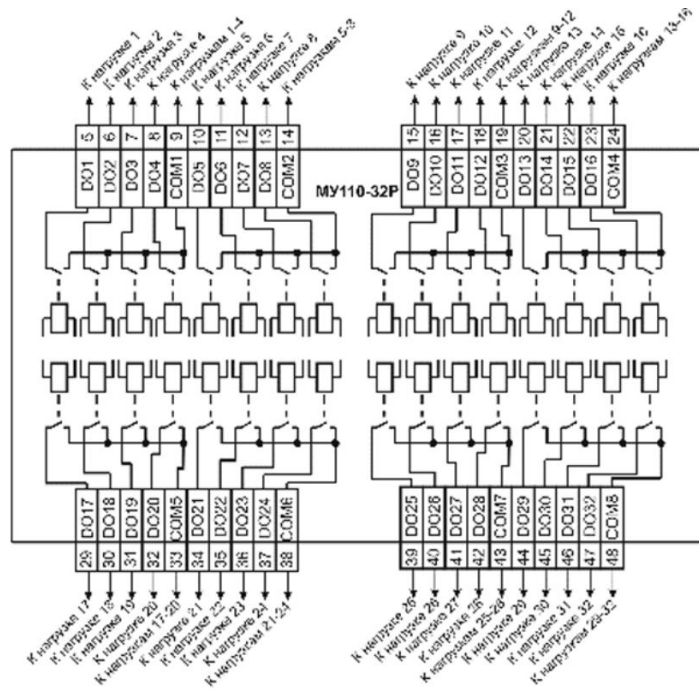 К нагрузке 1
К нагрузке 2
К нагрузке 3
К нагрузке 4
К нагрузкам 1-4
К нагрузке 5
К нагрузке 6
К нагрузке 7
К нагрузке 8
К нагрузкам 5-8
К нагрузке 9
К нагрузке 10
К нагрузке 11
К нагрузке 12
К нагрузкам 9-12
К нагрузке 13
К нагрузке 14
К нагрузке 15
К нагрузке 16
К нагрузкам 13-16
5 6 7 8 9 10 11 12 13 14
15 16 17 18 19 20 21 22 23 24
DO1 DO2 DO3 DO4 COM1 DO5 DO6 DO7 DO8 COM2
DO9 DO10 DO11 DO12 COM3 DO13 DO14 DO15 DO16 COM4
МУ110-32Р
DO17 DO18 DO19 DO20 COM5 DO21 DO22 DO23 DO24 COM6
DO25 DO26 DO27 DO28 COM7 DO29 DO30 DO31 DO32 COM8
29 30 31 32 33 34 35 36 37 38
39 40 41 42 43 44 45 46 47 48
К нагрузке 17
К нагрузке 18
К нагрузке 19
К нагрузке 20
К нагрузкам 17-20
К нагрузке 21
К нагрузке 22
К нагрузке 23
К нагрузке 24
К нагрузкам 21-24
К нагрузке 25
К нагрузке 26
К нагрузке 27
К нагрузке 28
К нагрузкам 25-28
К нагрузке 29
К нагрузке 30
К нагрузке 31
К нагрузке 32
К нагрузкам 29-32